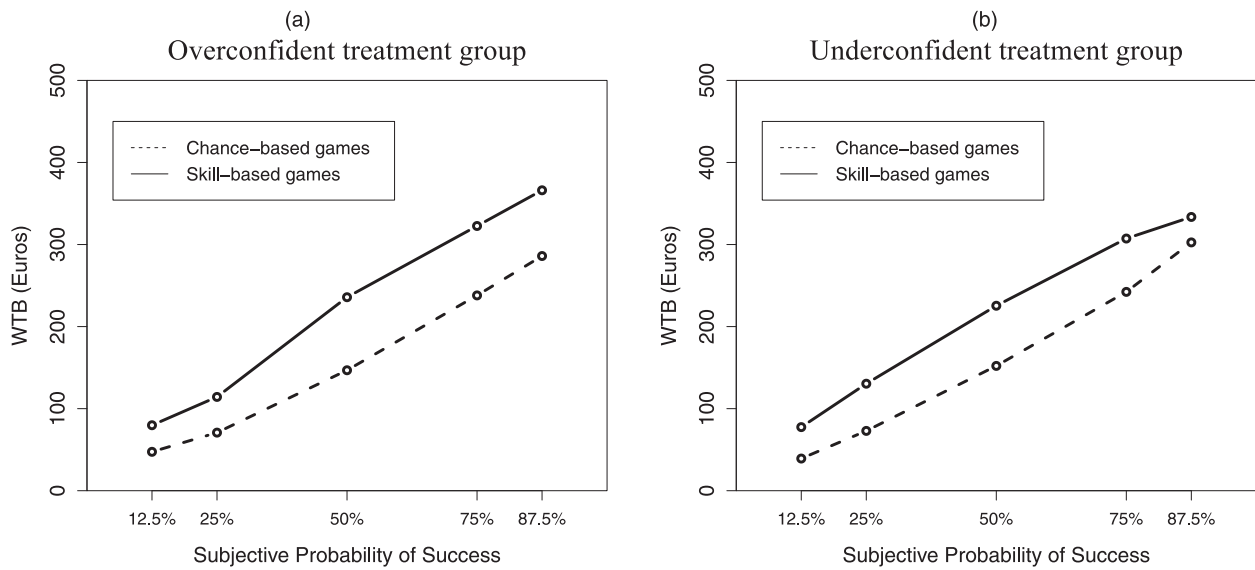 (a)
Overconfident treatment group
500
400
300
200
100
0
WTB (Euros)
Chance−based games
Skill−based games
12.5% 25% 50% 75% 87.5%
Subjective Probability of Success
(b)
Underconfident treatment group
500
400
300
200
100
0
WTB (Euros)
Chance−based games
Skill−based games
12.5% 25% 50% 75% 87.5%
Subjective Probability of Success